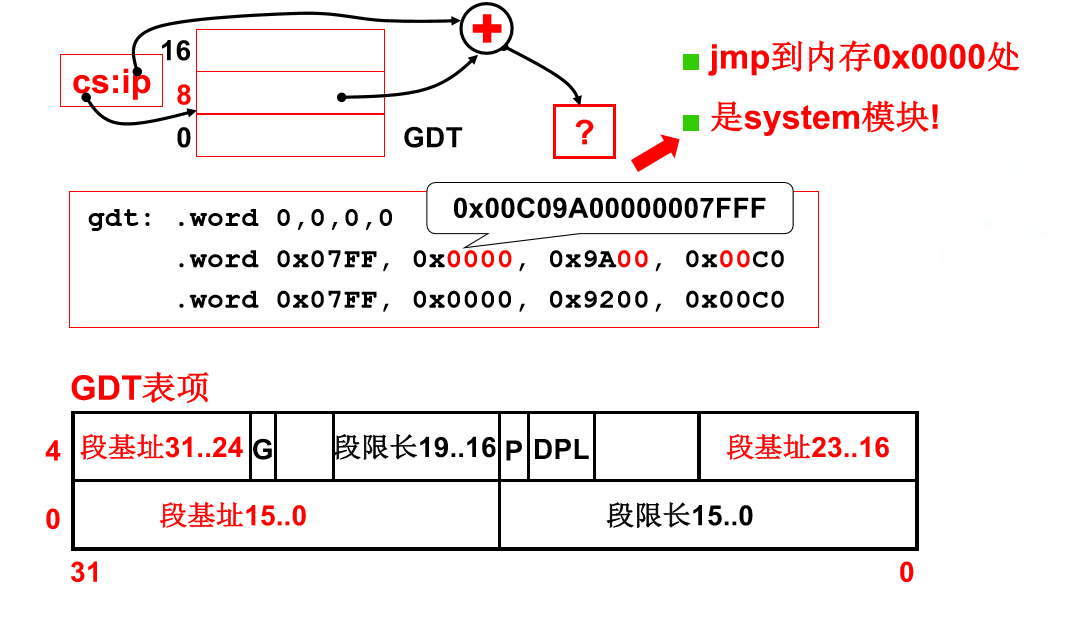 cs:ip
16
8
0
GDT
?
jmp到内存0x0000处
是system模块!
0x00C09A00000007FFF
gdt: .word 0,0,0,0
.word 0x07FF, 0x0000, 0x9A00, 0x00C0
.word 0x07FF, 0x0000, 0x9200, 0x00C0
GDT表项
4 段基址31..24 G 段限长19..16 P DPL 段基址23..16
0 段基址15..0 段限长15..0
31 0